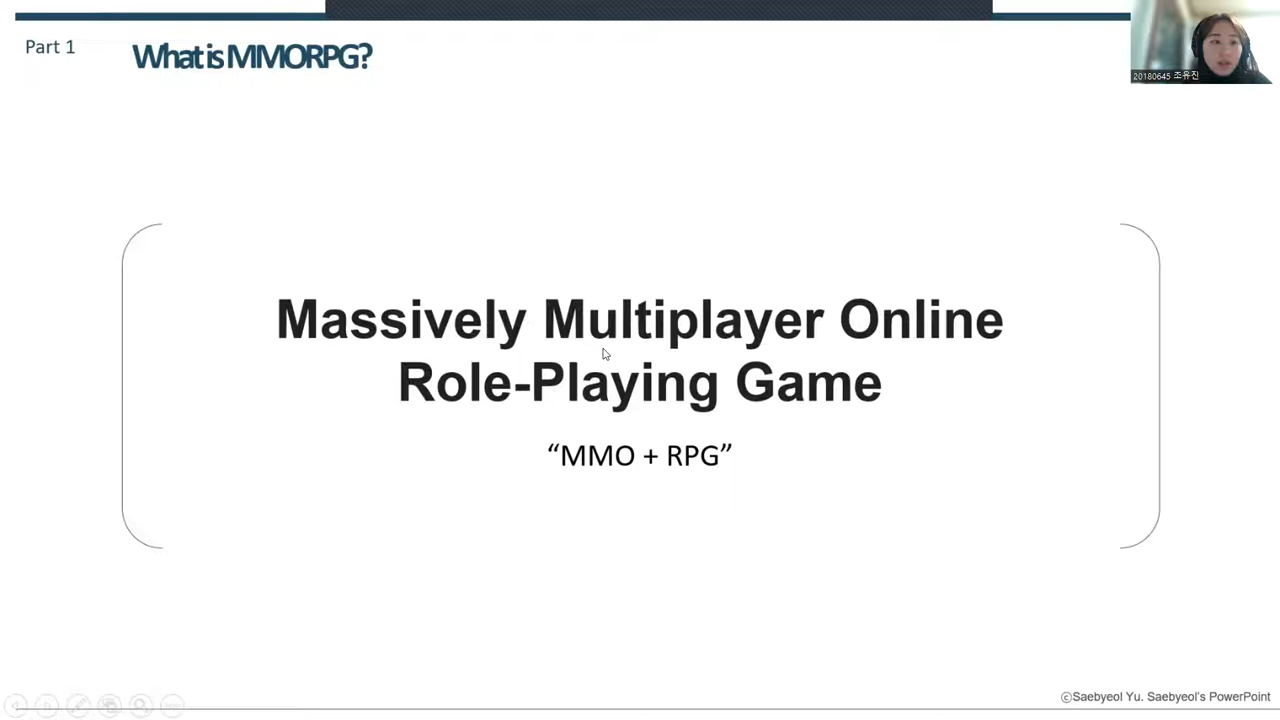 Part 1
What is MMORPG?
20180645 조유진
Massively Multiplayer Online
Role-Playing Game
“MMO + RPG”
ⓒSaebyeol Yu. Saebyeol’s PowerPoint